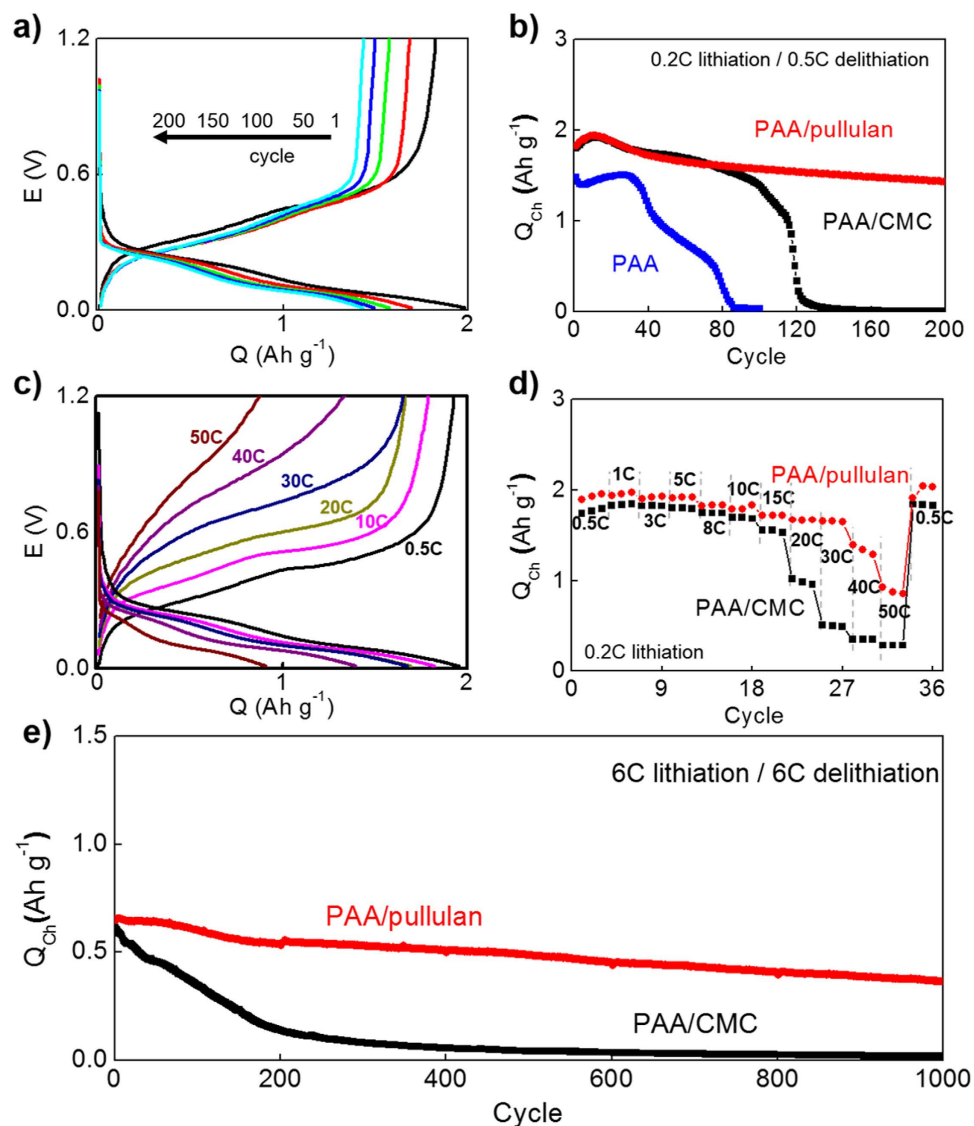 a)
1.2
0.6
0.0
E (V)
200 150 100 50 1
cycle
0
1
2
Q (Ah g⁻¹)
b)
3
2
1
0
Q_Ch (Ah g⁻¹)
0.2C lithiation / 0.5C delithiation
PAA/pullulan
PAA/CMC
PAA
0 40 80 120 160 200
Cycle
c)
1.2
0.6
0.0
E (V)
50C
40C
30C
20C
10C
0.5C
0 1 2
Q (Ah g⁻¹)
d)
3
2
1
0
Q_Ch (Ah g⁻¹)
PAA/pullulan
0.5C
1C
3C
5C
8C
10C
15C
20C
30C
40C
50C
0.5C
PAA/CMC
0.2C lithiation
0 9 18 27 36
Cycle
e)
1.5
1.0
0.5
0.0
Q_Ch (Ah g⁻¹)
6C lithiation / 6C delithiation
PAA/pullulan
PAA/CMC
0 200 400 600 800 1000
Cycle